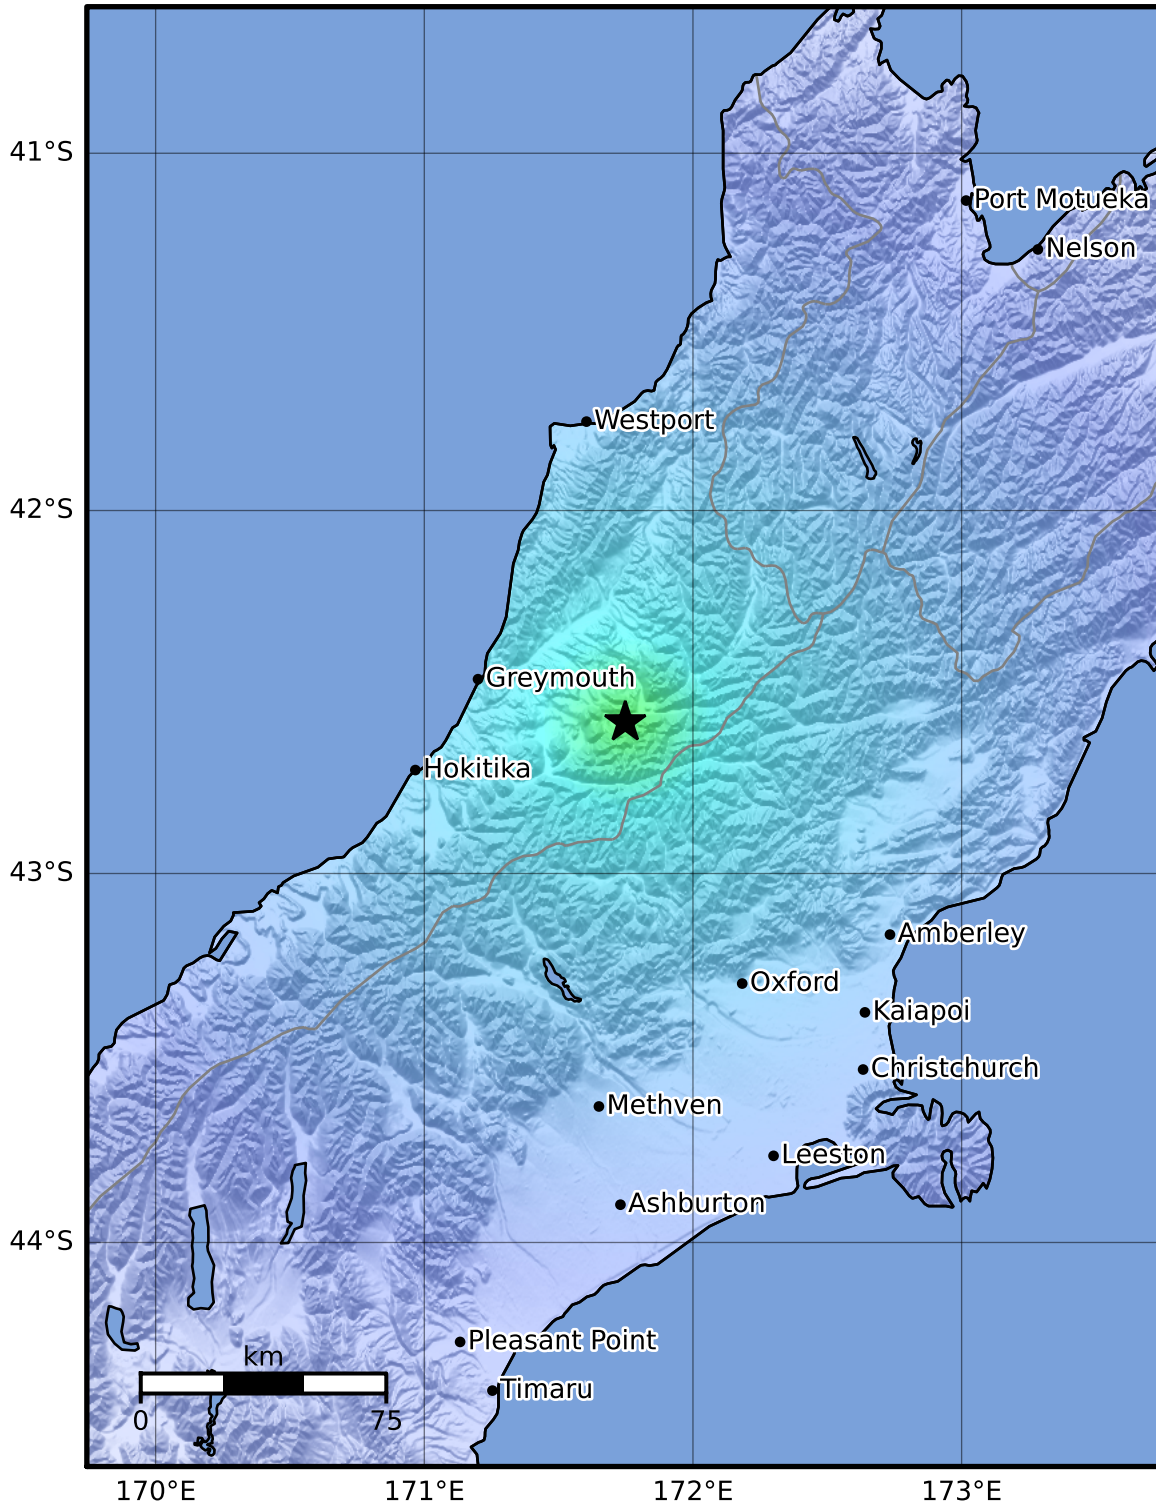 41°S
Port Motueka
Nelson
Westport
42°S
Greymouth
Hokitika
43°S
Amberley
Oxford
Kaiapoi
Christchurch
Methven
Leeston
Ashburton
44°S
Pleasant Point
km
Timaru
0 75
170°E 171°E 172°E 173°E